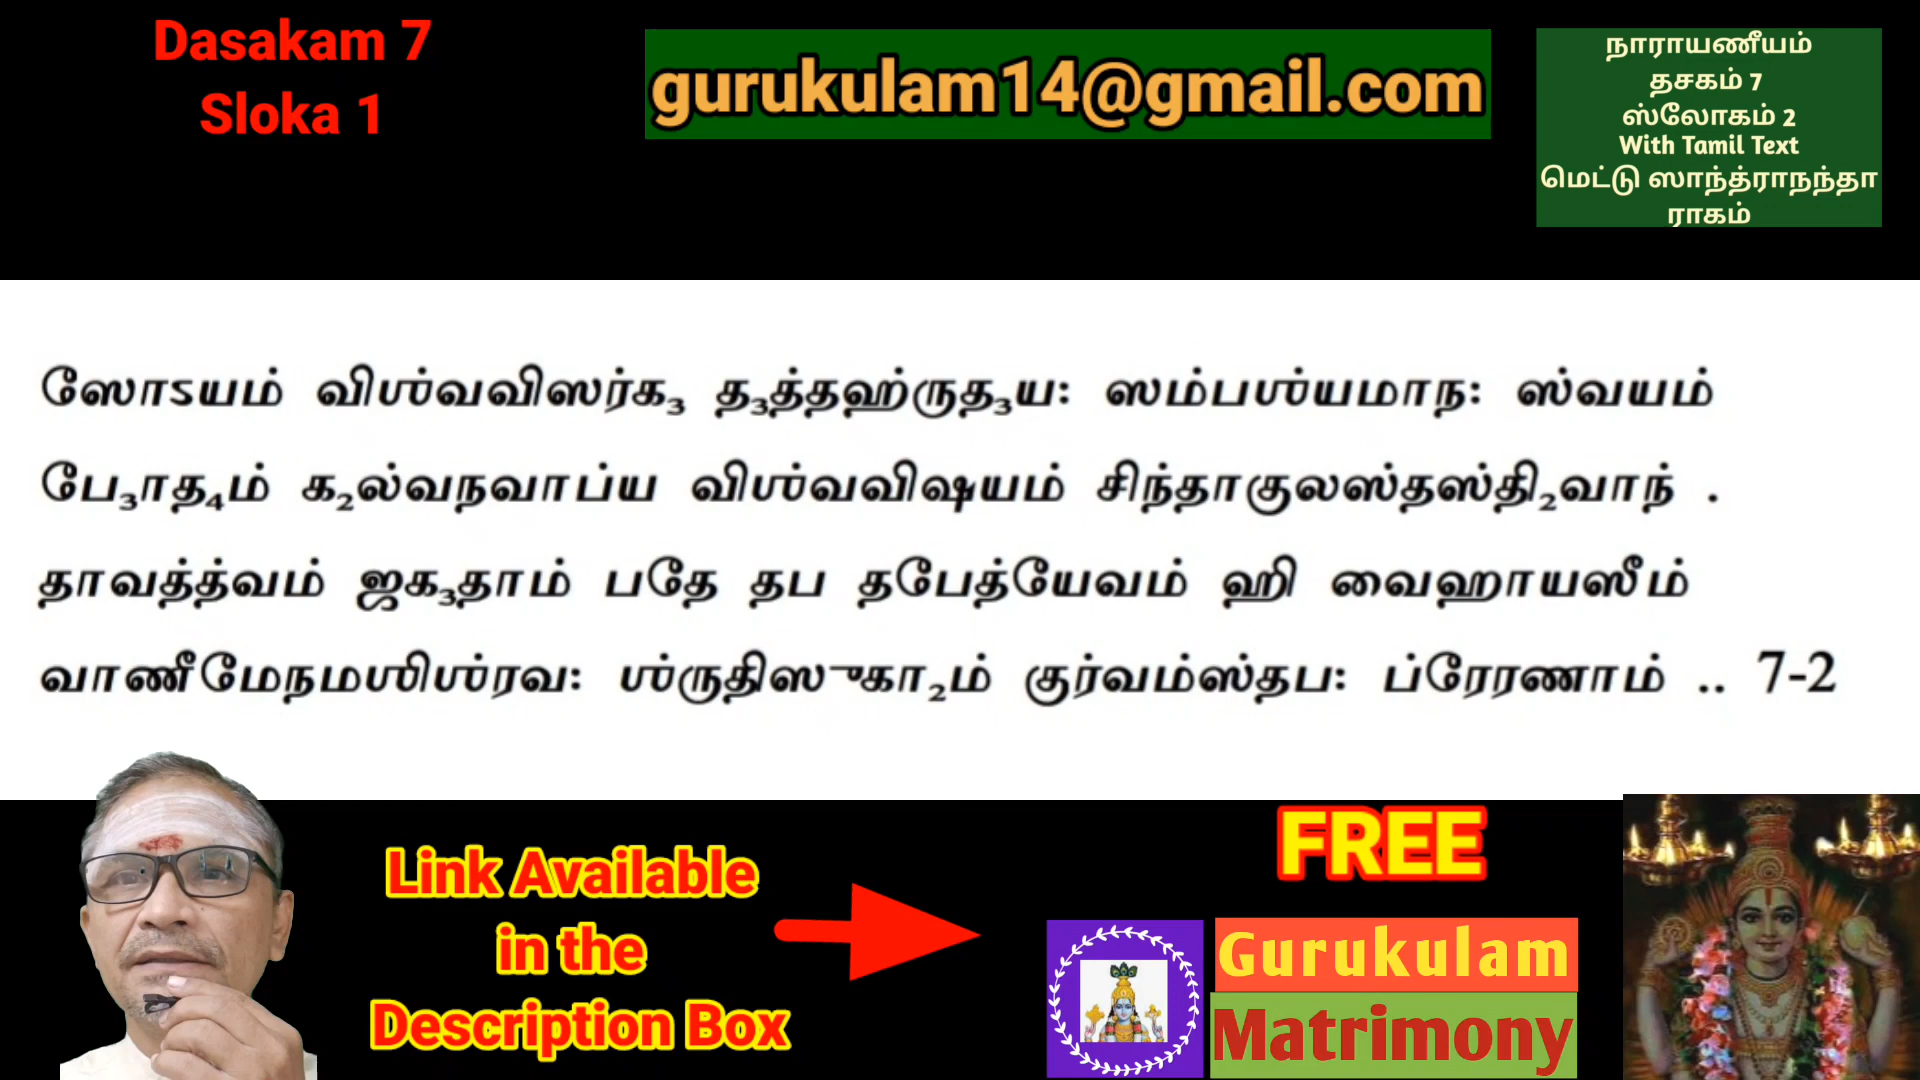 Dasakam 7
Sloka 1
gurukulam14@gmail.com
நாராயணீயம்
தசகம் 7
ஸ்லோகம் 2
With Tamil Text
மெட்டு ஸாந்த்ராநந்தா
ராகம்
ஸோऽயம் விஶ்வவிஸர்க₃ த₃த்தஹ்ருத₃ய: ஸம்பஶ்யமாந: ஸ்வயம்
பே₃ாத₄ம் க₂ல்வநவாப்ய விஶ்வவிஷயம் சிந்தாகுலஸ்தஸ்தி₂வாந் .
தாவத்த்வம் ஜக₃தாம் பதே தப தபேத்யேவம் ஹி வைஹாயஸீம்
வாணீமேநமஶிஶ்ரவ: ஶ்ருதிஸுகா₂ம் குர்வம்ஸ்தப: ப்ரேரணாம் .. 7-2
Link Available
in the
Description Box
FREE
Gurukulam
Matrimony